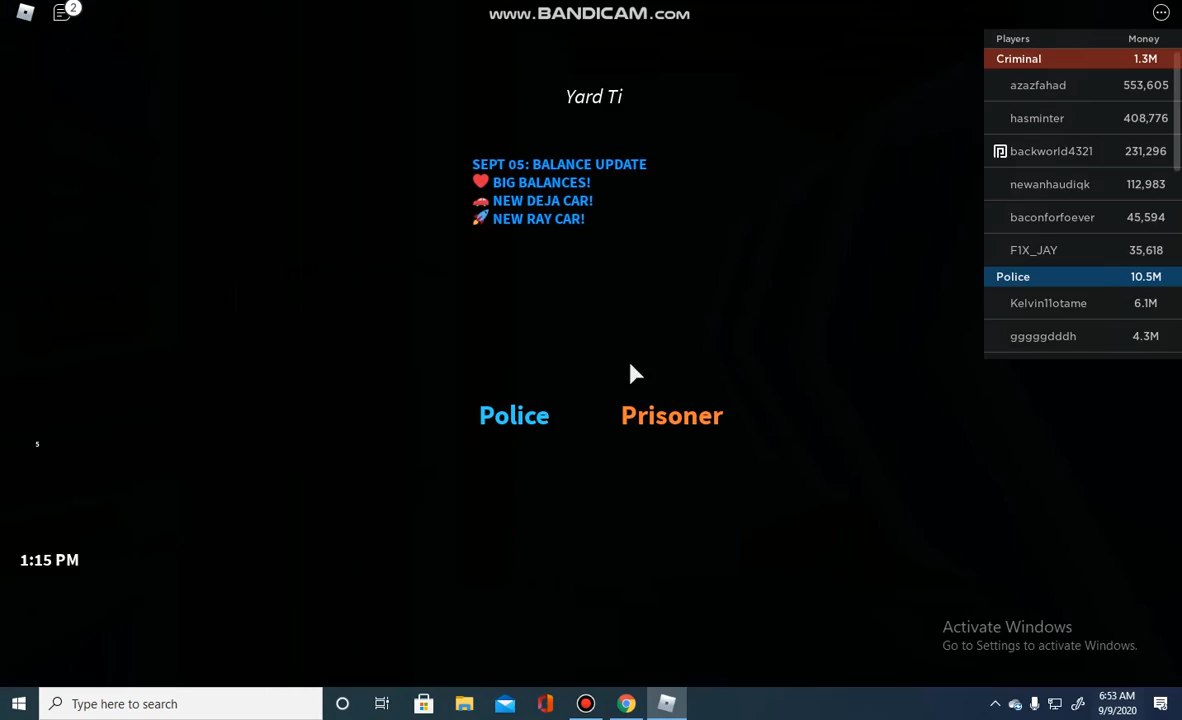 2
www.BANDICAM.com
Players Money
Criminal 1.3M
azazfahad 553,605
hasminter 408,776
backworld4321 231,296
newanhaudiqk 112,983
baconforfoever 45,594
F1X_JAY 35,618
Police 10.5M
Kelvin11otame 6.1M
gggggdddh 4.3M
Yard Ti
SEPT 05: BALANCE UPDATE
BIG BALANCES!
NEW DEJA CAR!
NEW RAY CAR!
Police Prisoner
5
1:15 PM
Activate Windows
Go to Settings to activate Windows.
Type here to search
6:53 AM
9/9/2020